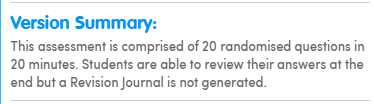 Version Summary:
This assessment is comprised of 20 randomised questions in
20 minutes. Students are able to review their answers at the
end but a Revision Journal is not generated.